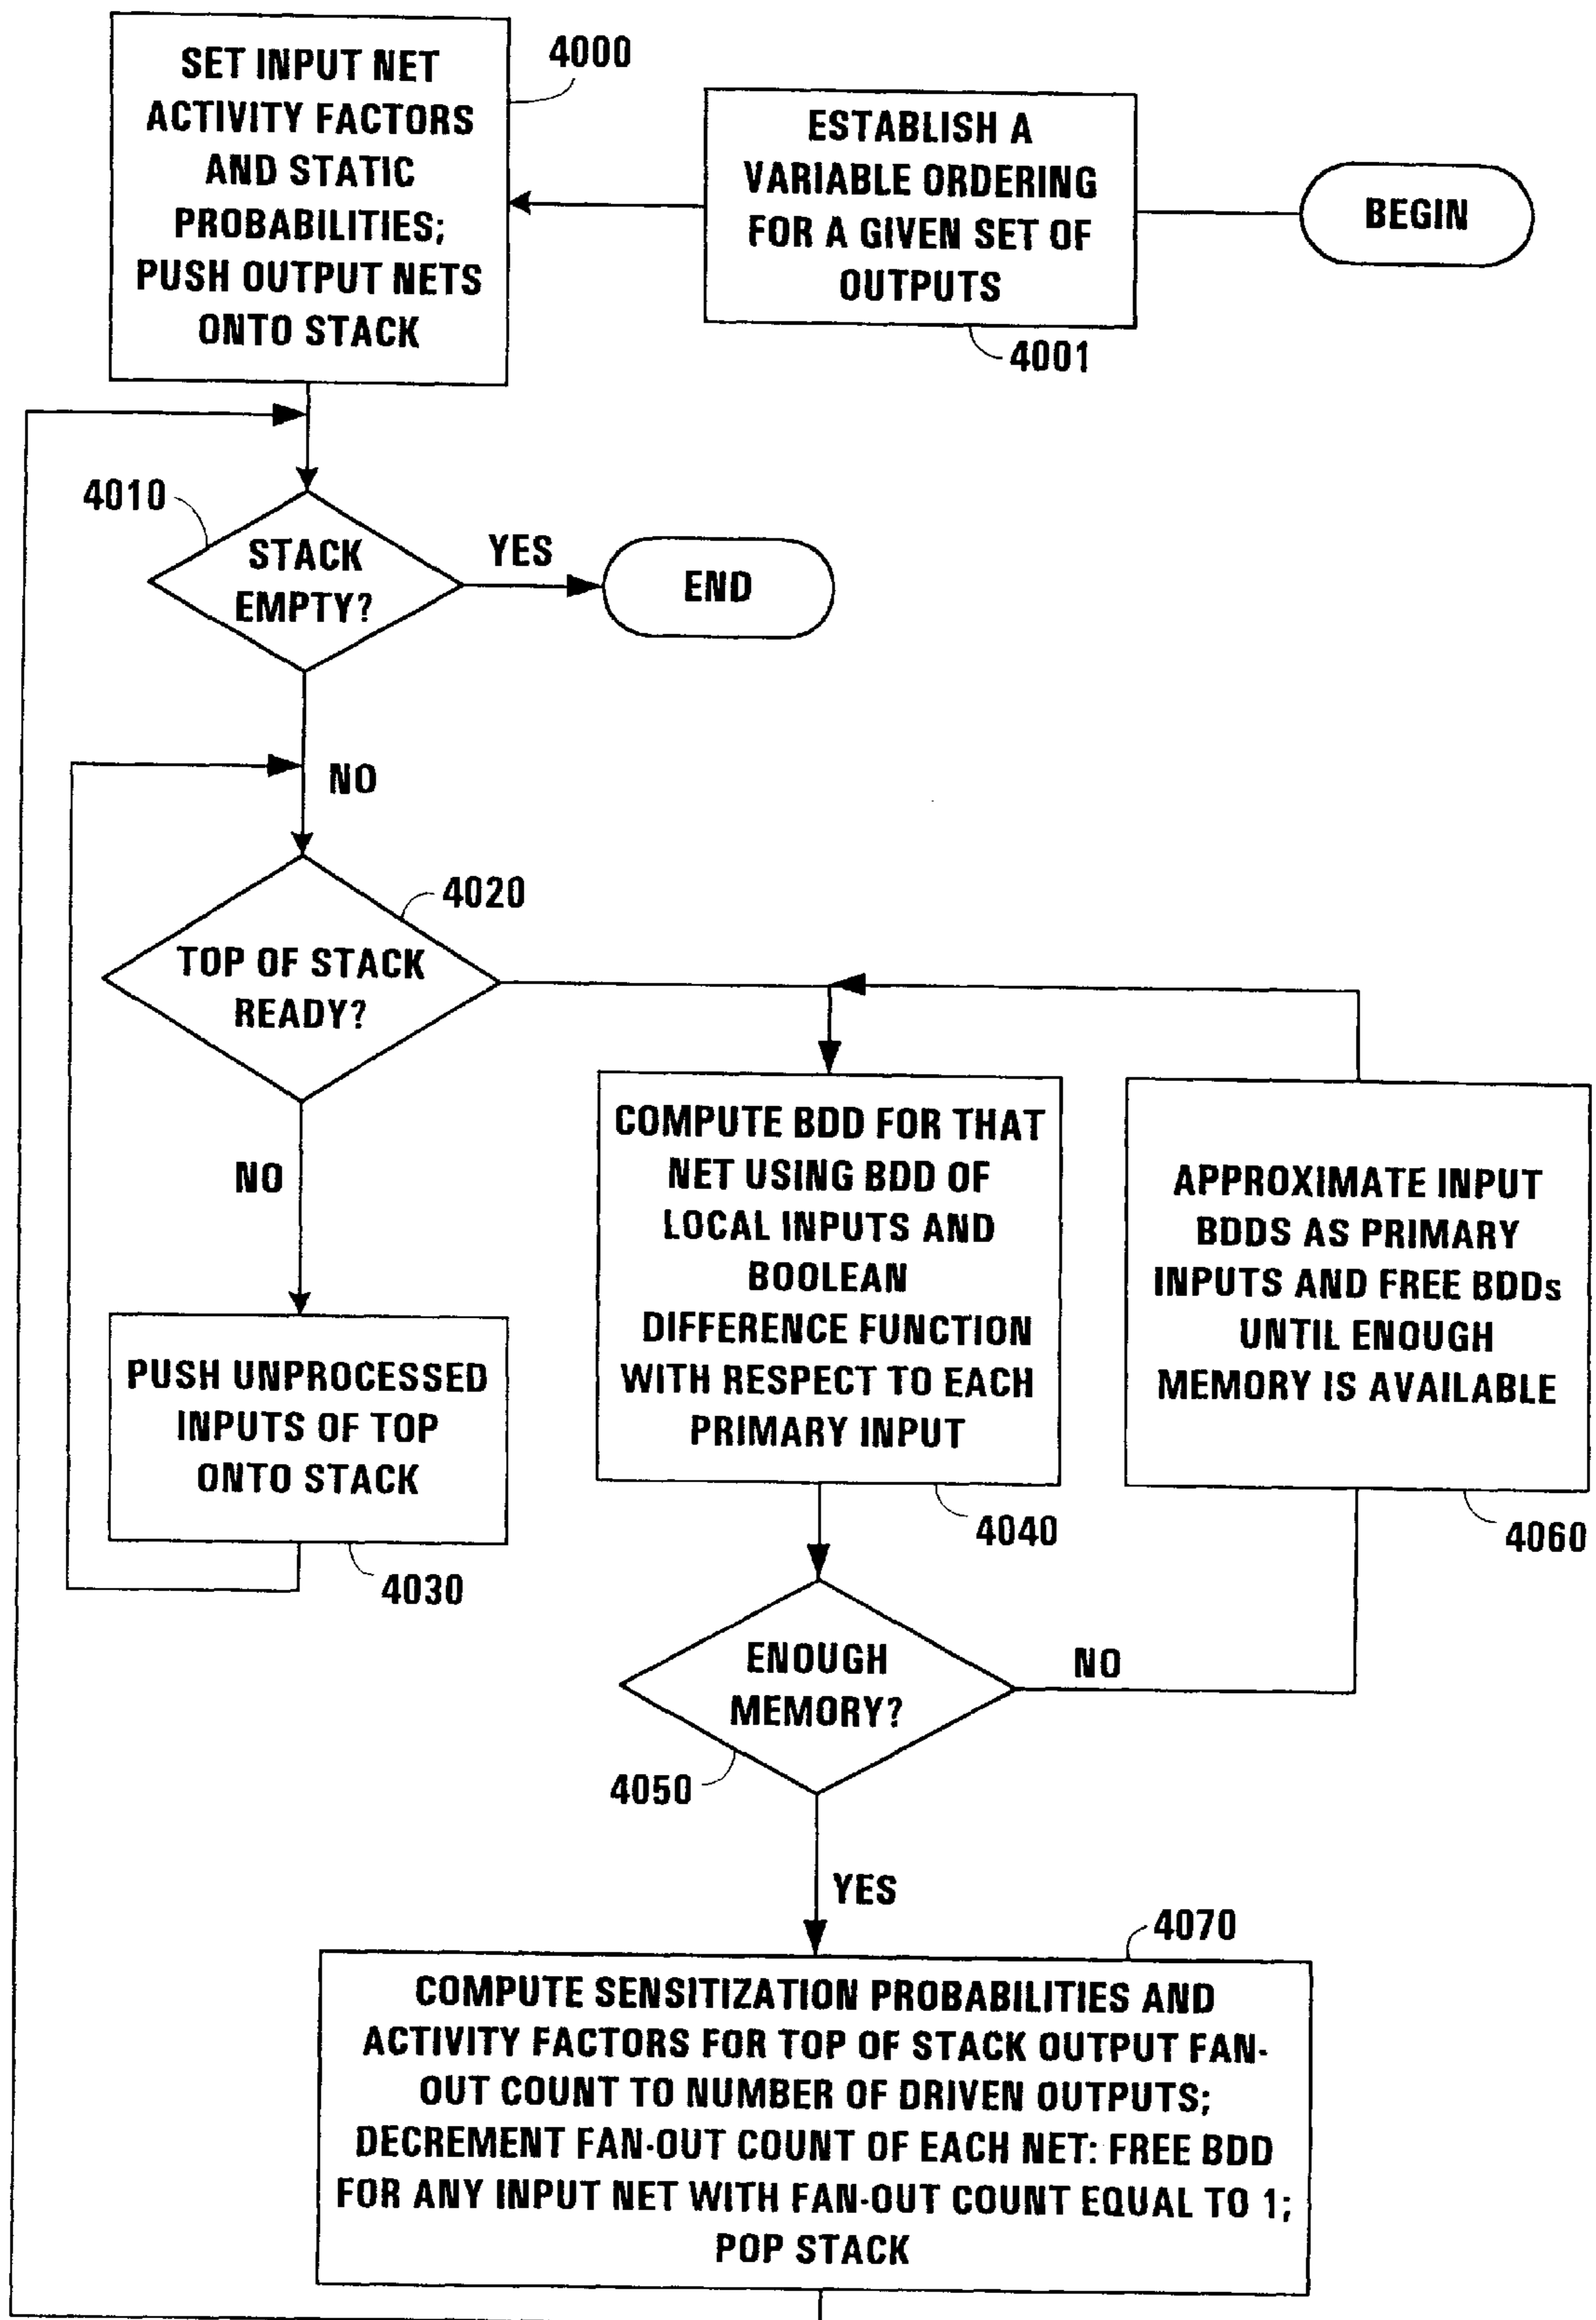 SET INPUT NET
ACTIVITY FACTORS
AND STATIC
PROBABILITIES;
PUSH OUTPUT NETS
ONTO STACK
4000
ESTABLISH A
VARIABLE ORDERING
FOR A GIVEN SET OF
OUTPUTS
4001
BEGIN
4010
STACK
EMPTY?
YES
END
NO
4020
TOP OF STACK
READY?
NO
PUSH UNPROCESSED
INPUTS OF TOP
ONTO STACK
4030
COMPUTE BDD FOR THAT
NET USING BDD OF
LOCAL INPUTS AND
BOOLEAN
DIFFERENCE FUNCTION
WITH RESPECT TO EACH
PRIMARY INPUT
4040
APPROXIMATE INPUT
BDDS AS PRIMARY
INPUTS AND FREE BDDs
UNTIL ENOUGH
MEMORY IS AVAILABLE
4060
ENOUGH
MEMORY?
NO
4050
YES
4070
COMPUTE SENSITIZATION PROBABILITIES AND
ACTIVITY FACTORS FOR TOP OF STACK OUTPUT FAN-
OUT COUNT TO NUMBER OF DRIVEN OUTPUTS;
DECREMENT FAN-OUT COUNT OF EACH NET: FREE BDD
FOR ANY INPUT NET WITH FAN-OUT COUNT EQUAL TO 1;
POP STACK